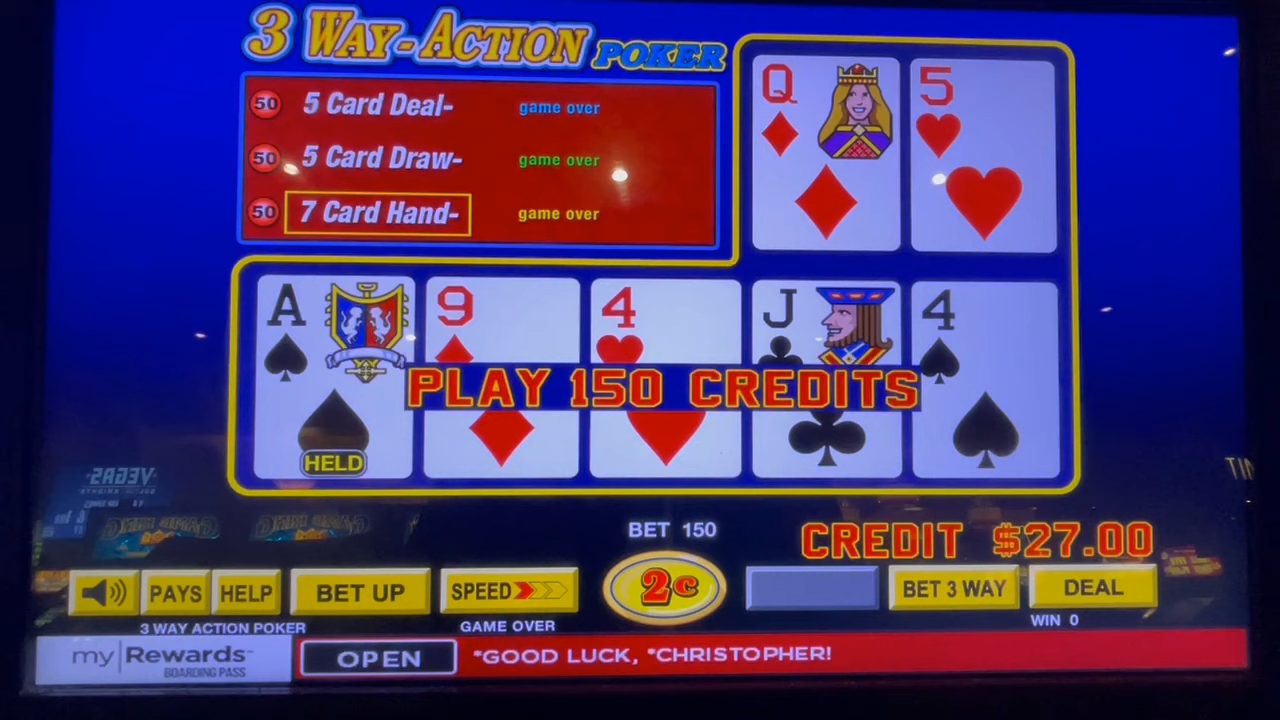 3 WAY-ACTION POKER
50 5 Card Deal- game over
50 5 Card Draw- game over
50 7 Card Hand- game over
Q 5
A 9 4 J 4
PLAY 150 CREDITS
HELD
VEGAS
BET 150
CREDIT $27.00
PAYS HELP BET UP SPEED 2¢ BET 3 WAY DEAL
3 WAY ACTION POKER GAME OVER WIN 0
my|Rewards™
BOARDING PASS
OPEN *GOOD LUCK, *CHRISTOPHER!